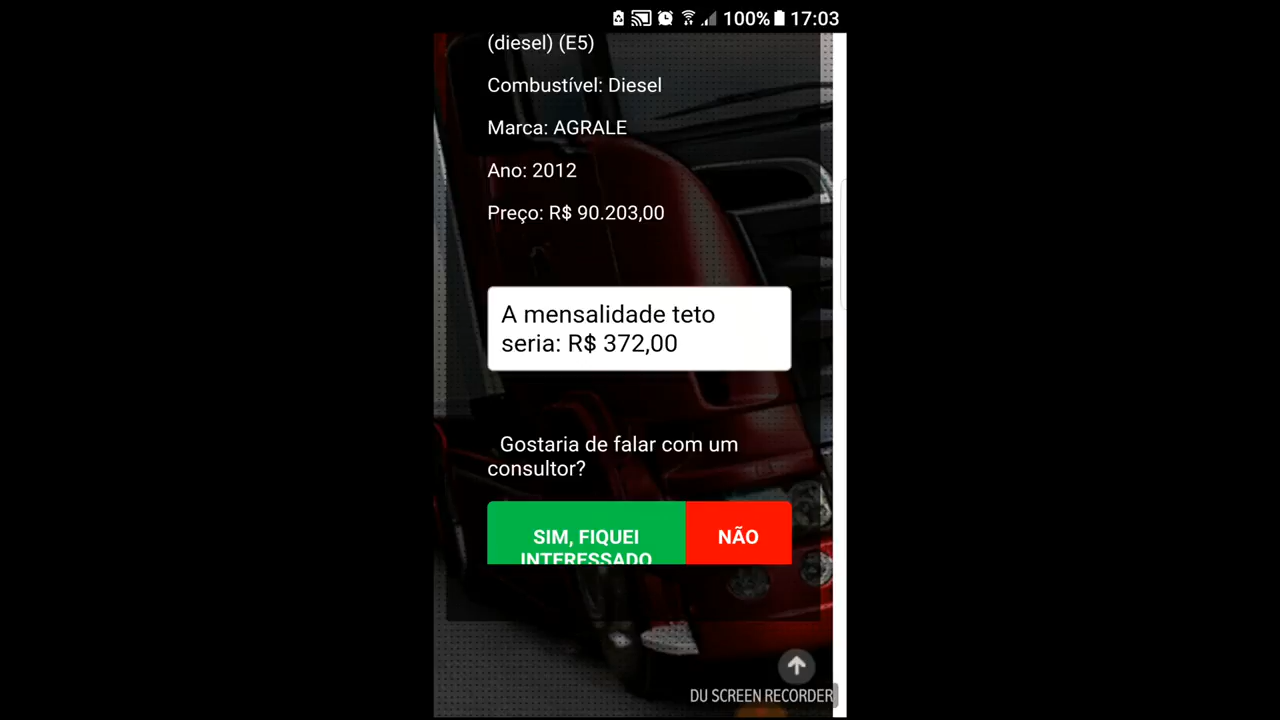 100% 17:03
(diesel) (E5)
Combustível: Diesel
Marca: AGRALE
Ano: 2012
Preço: R$ 90.203,00
A mensalidade teto
seria: R$ 372,00
Gostaria de falar com um
consultor?
SIM, FIQUEI
INTERESSADO
NÃO
DU SCREEN RECORDER